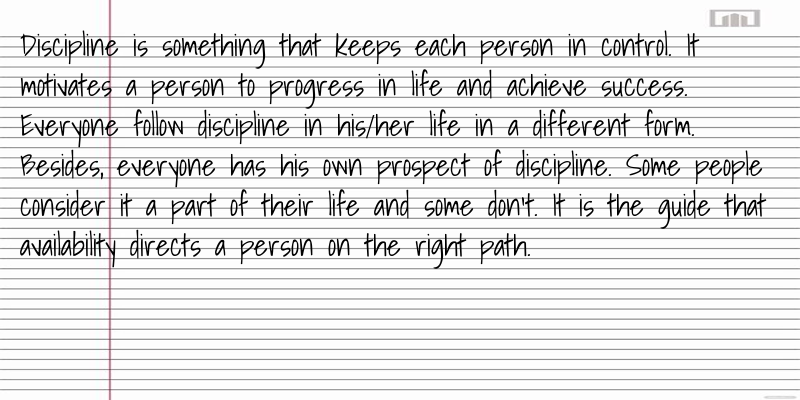 Discipline is something that keeps each person in control. It
motivates a person to progress in life and achieve success.
Everyone follow discipline in his/her life in a different form.
Besides, everyone has his own prospect of discipline. Some people
consider it a part of their life and some don't. It is the guide that
availability directs a person on the right path.